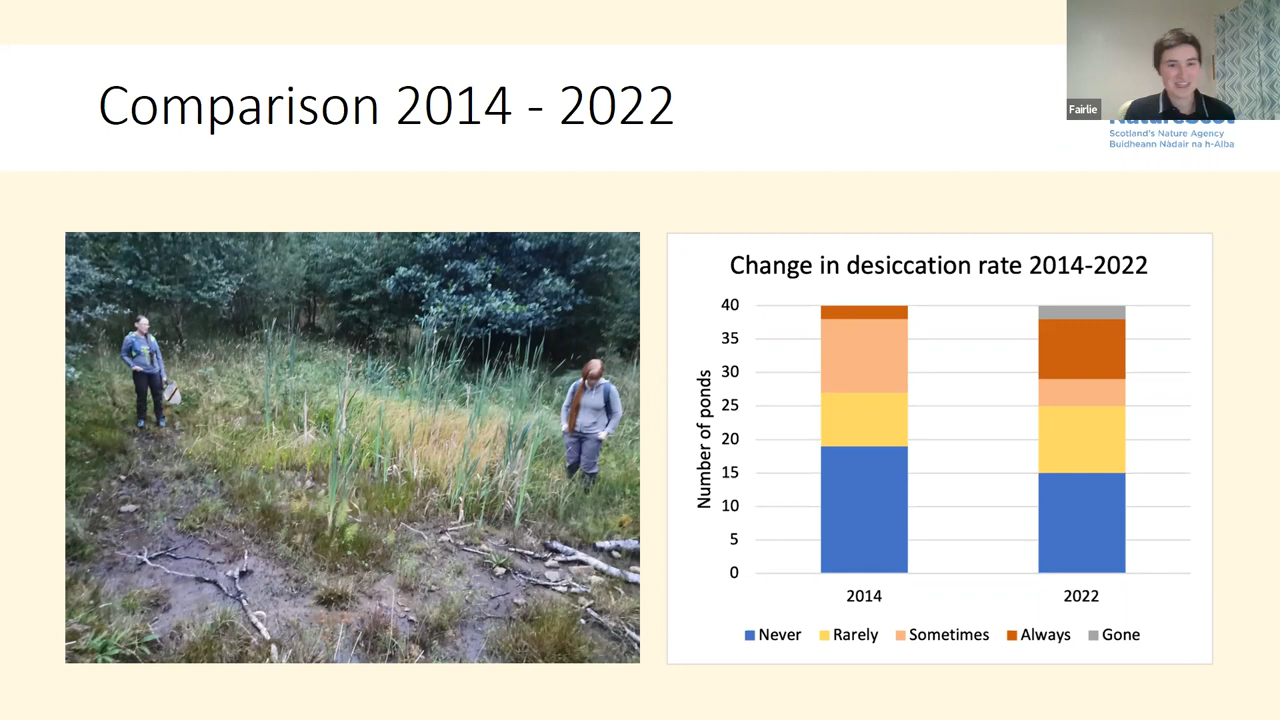 Comparison 2014 - 2022
Fairlie
NatureScot
Scotland's Nature Agency
Buidheann Nàdair na h-Alba
Change in desiccation rate 2014-2022
Number of ponds
40
35
30
25
20
15
10
5
0
2014 2022
Never Rarely Sometimes Always Gone